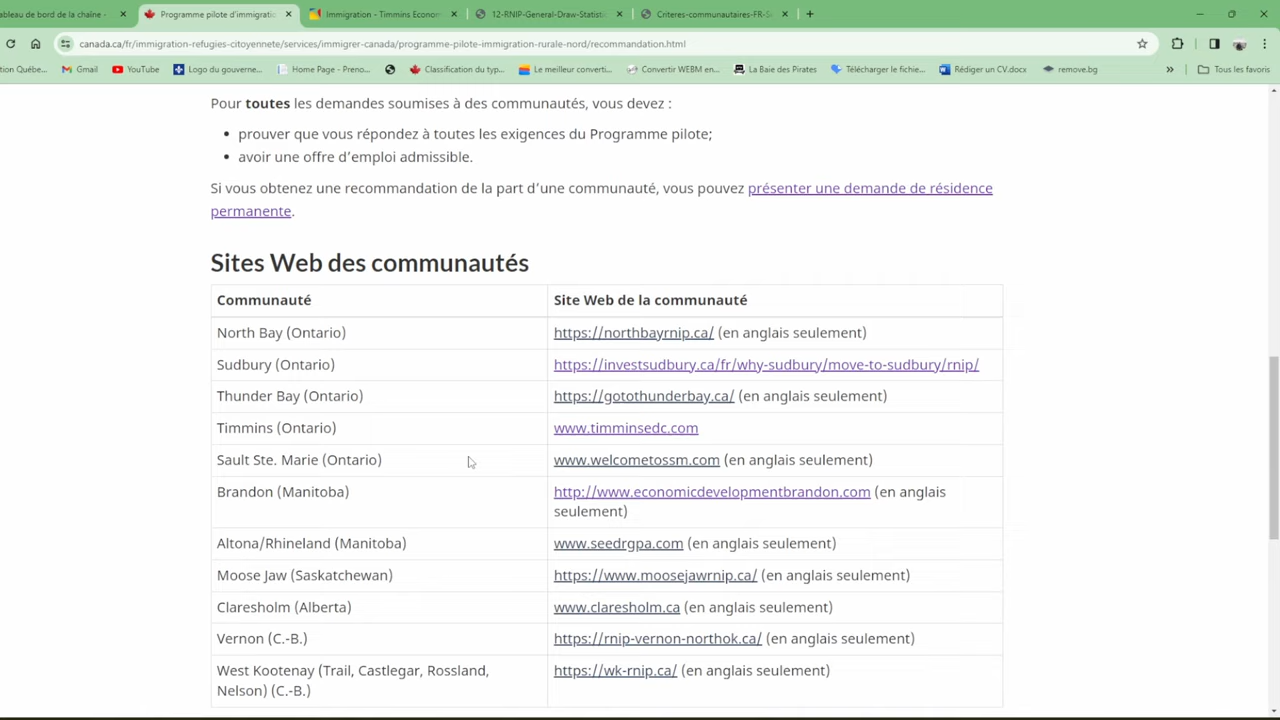 ableau de bord de la chaîne -
Programme pilote d'immigratio
Immigration - Timmins Econom
12-RNIP-General-Draw-Statisti
Criteres-communautaires-FR-S
canada.ca/fr/immigration-refugies-citoyennete/services/immigrer-canada/programme-pilote-immigration-rurale-nord/recommandation.html
tion Québe...
Gmail
YouTube
Logo du gouverne...
Home Page - Preno...
Classification du typ...
Le meilleur converti...
Convertir WEBM en...
La Baie des Pirates
Télécharger le fichie...
Rédiger un CV.docx
remove.bg
Tous les favoris
Pour toutes les demandes soumises à des communautés, vous devez :
• prouver que vous répondez à toutes les exigences du Programme pilote;
• avoir une offre d'emploi admissible.
Si vous obtenez une recommandation de la part d'une communauté, vous pouvez présenter une demande de résidence
permanente.
Sites Web des communautés
Communauté Site Web de la communauté
North Bay (Ontario) https://northbayrnip.ca/ (en anglais seulement)
Sudbury (Ontario) https://investsudbury.ca/fr/why-sudbury/move-to-sudbury/rnip/
Thunder Bay (Ontario) https://gotothunderbay.ca/ (en anglais seulement)
Timmins (Ontario) www.timminsedc.com
Sault Ste. Marie (Ontario) www.welcometossm.com (en anglais seulement)
Brandon (Manitoba) http://www.economicdevelopmentbrandon.com (en anglais
seulement)
Altona/Rhineland (Manitoba) www.seedrgpa.com (en anglais seulement)
Moose Jaw (Saskatchewan) https://www.moosejawrnip.ca/ (en anglais seulement)
Claresholm (Alberta) www.claresholm.ca (en anglais seulement)
Vernon (C.-B.) https://rnip-vernon-northok.ca/ (en anglais seulement)
West Kootenay (Trail, Castlegar, Rossland, https://wk-rnip.ca/ (en anglais seulement)
Nelson) (C.-B.)